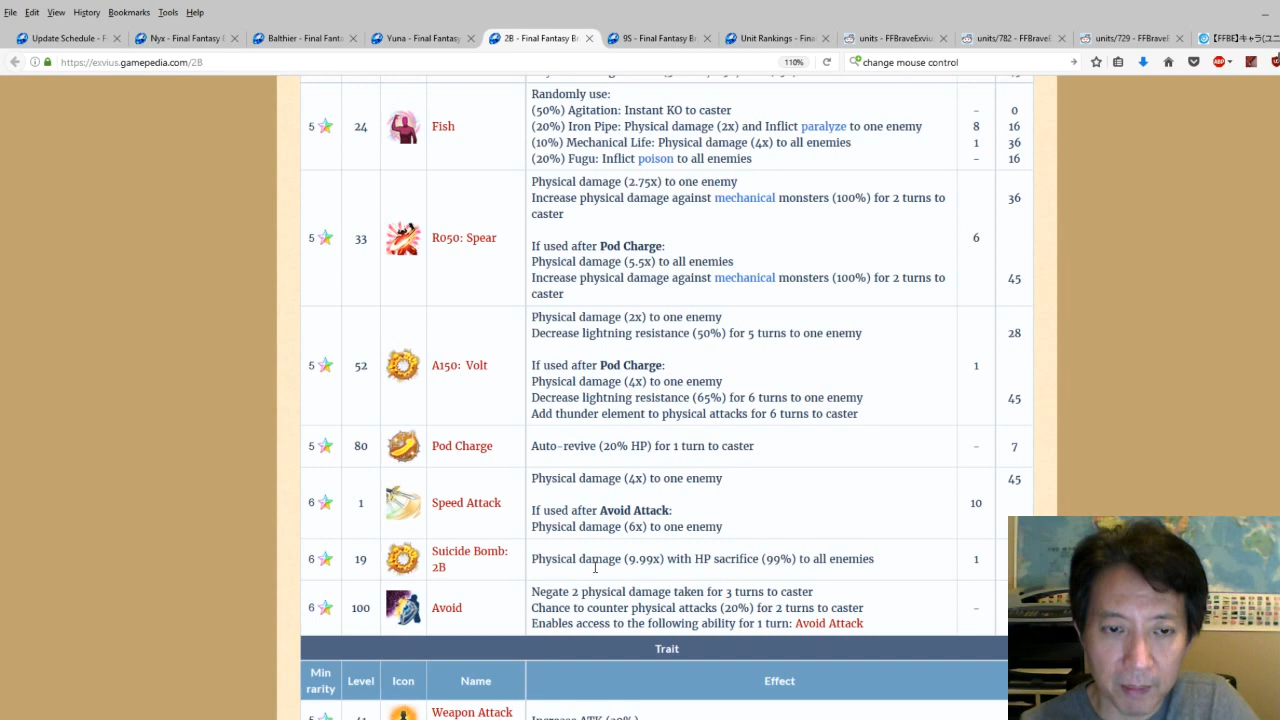 File Edit View History Bookmarks Tools Help
Update Schedule - F
Nyx - Final Fantasy
Balthier - Final Fanta
Yuna - Final Fantasy
2B - Final Fantasy Br
9S - Final Fantasy Br
Unit Rankings - Final
units - FFBraveExvius
units/782 - FFBraveE
units/729 - FFBraveE
【FFBE】キャラ(ユニ
https://exvius.gamepedia.com/2B
110%
change mouse control
Randomly use:
(50%) Agitation: Instant KO to caster - 0
5 24 Fish (20%) Iron Pipe: Physical damage (2x) and Inflict paralyze to one enemy 8 16
(10%) Mechanical Life: Physical damage (4x) to all enemies 1 36
(20%) Fugu: Inflict poison to all enemies - 16
Physical damage (2.75x) to one enemy
Increase physical damage against mechanical monsters (100%) for 2 turns to 36
caster
5 33 R050: Spear 6
If used after Pod Charge:
Physical damage (5.5x) to all enemies
Increase physical damage against mechanical monsters (100%) for 2 turns to 45
caster
Physical damage (2x) to one enemy
Decrease lightning resistance (50%) for 5 turns to one enemy 28
5 52 A150: Volt If used after Pod Charge: 1
Physical damage (4x) to one enemy
Decrease lightning resistance (65%) for 6 turns to one enemy 45
Add thunder element to physical attacks for 6 turns to caster
5 80 Pod Charge Auto-revive (20% HP) for 1 turn to caster - 7
Physical damage (4x) to one enemy 45
6 1 Speed Attack 10
If used after Avoid Attack:
Physical damage (6x) to one enemy
6 19 Suicide Bomb: 2B Physical damage (9.99x) with HP sacrifice (99%) to all enemies 1
Negate 2 physical damage taken for 3 turns to caster
6 100 Avoid Chance to counter physical attacks (20%) for 2 turns to caster -
Enables access to the following ability for 1 turn: Avoid Attack
Trait
Min rarity Level Icon Name Effect
Weapon Attack